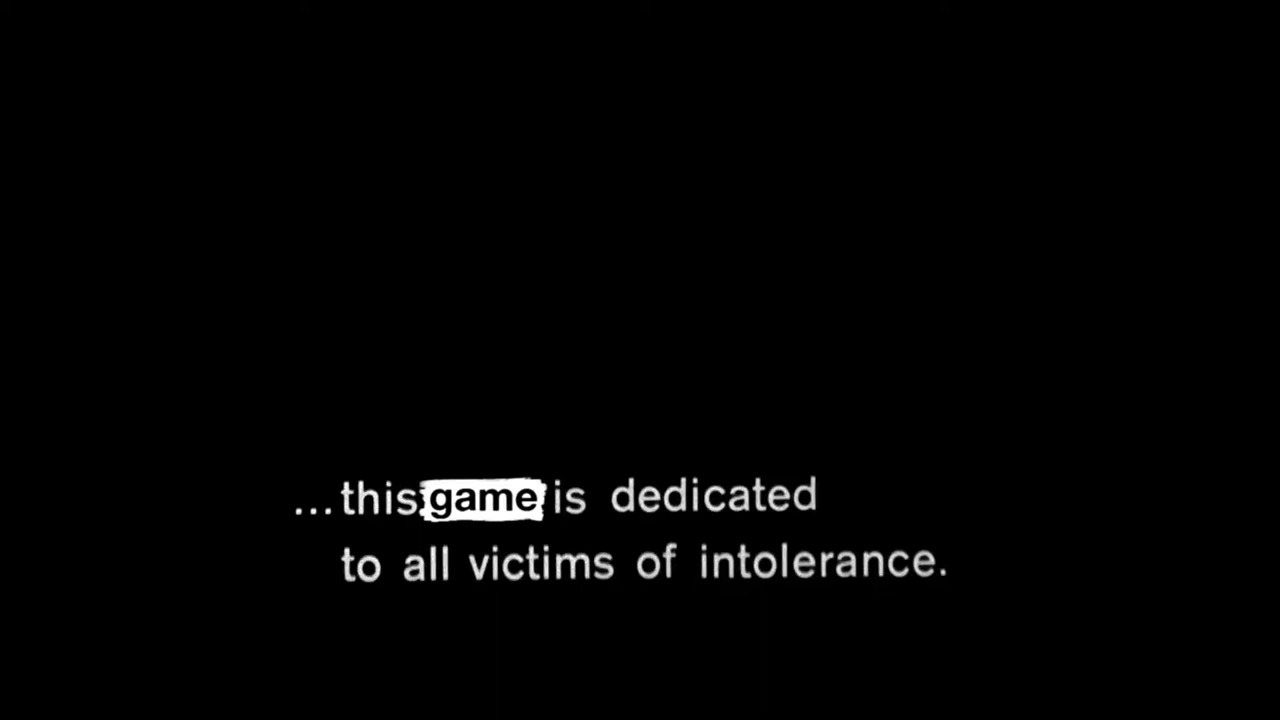 ...this game is dedicated
to all victims of intolerance.